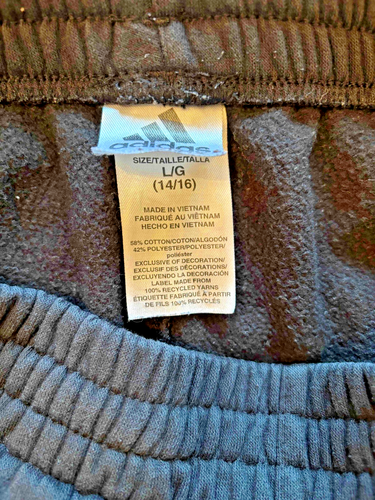 adidas
SIZE/TAILLE/TALLA
L/G
(14/16)
MADE IN VIETNAM
FABRIQUÉ AU VIÊTNAM
HECHO EN VIETNAM
58% COTTON/COTON/ALGODÓN
42% POLYESTER/POLYESTER/
poliéster
EXCLUSIVE OF DECORATION/
EXCLUSIF DES DÉCORATIONS/
EXCLUYENDO LA DECORACIÓN
LABEL MADE FROM
100% RECYCLED YARNS
ÉTIQUETTE FABRIQUÉ À PARTIR
DE FILS 100% RECYCLÉS